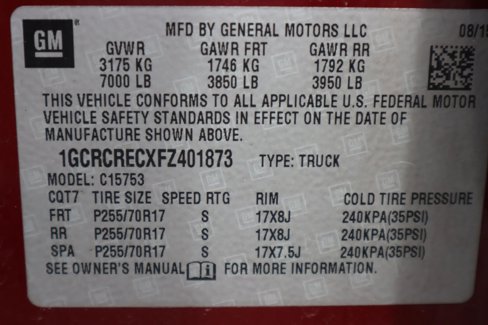 GM
MFD BY GENERAL MOTORS LLC 08/15
GVWR GAWR FRT GAWR RR
3175 KG 1746 KG 1792 KG
7000 LB 3850 LB 3950 LB
THIS VEHICLE CONFORMS TO ALL APPLICABLE U.S. FEDERAL MOTOR
VEHICLE SAFETY STANDARDS IN EFFECT ON THE DATE OF
MANUFACTURE SHOWN ABOVE.
1GCRCRECXFZ401873 TYPE: TRUCK
MODEL: C15753
CQT7 TIRE SIZE SPEED RTG RIM COLD TIRE PRESSURE
FRT P255/70R17 S 17X8J 240KPA(35PSI)
RR P255/70R17 S 17X8J 240KPA(35PSI)
SPA P255/70R17 S 17X7.5J 240KPA(35PSI)
SEE OWNER'S MANUAL FOR MORE INFORMATION.